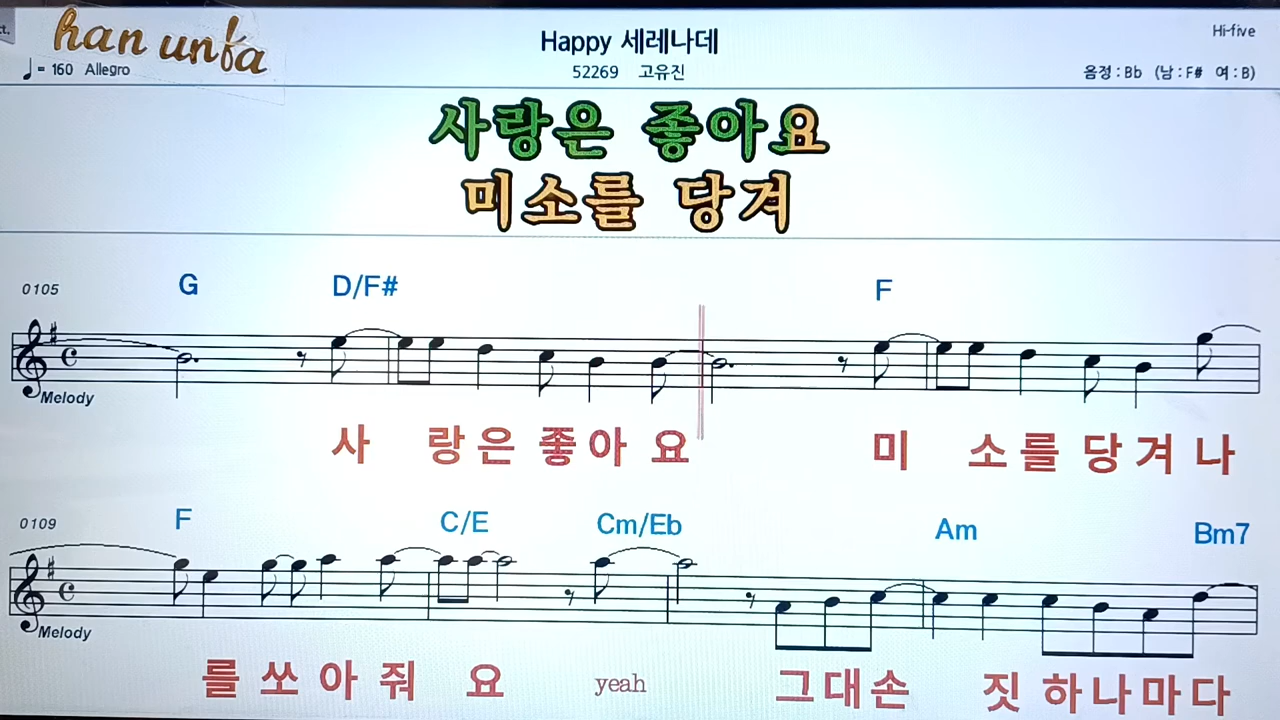 ct.
han unfa
Happy 세레나데
Hi-five
♩= 160 Allegro
52269 고유진
음정 : Bb (남 : F# 여 : B)
사랑은 좋아요
미소를 당겨
0105 G D/F# F
Melody
사 랑은 좋아 요 미 소를 당겨 나
0109 F C/E Cm/Eb Am Bm7
Melody
를 쏘 아 줘 요 yeah 그대손 짓 하나마다